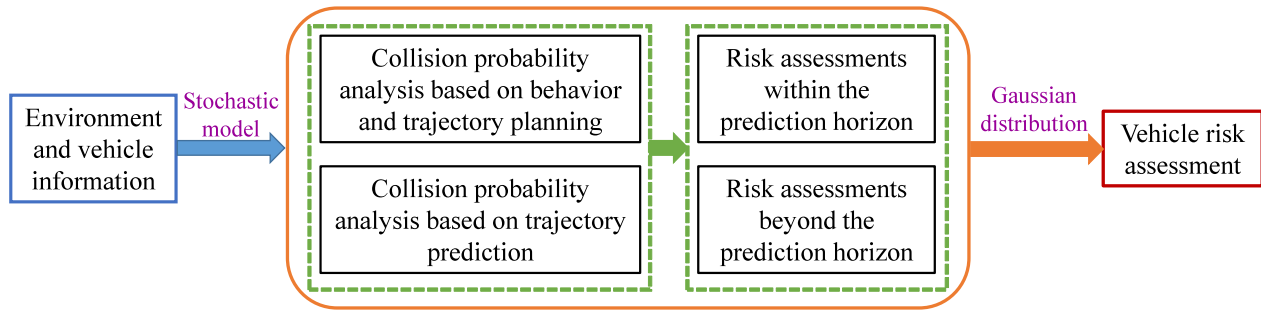 Environment
and vehicle
information
Stochastic
model
Collision probability
analysis based on behavior
and trajectory planning
Collision probability
analysis based on trajectory
prediction
Risk assessments
within the
prediction horizon
Risk assessments
beyond the
prediction horizon
Gaussian
distribution
Vehicle risk
assessment